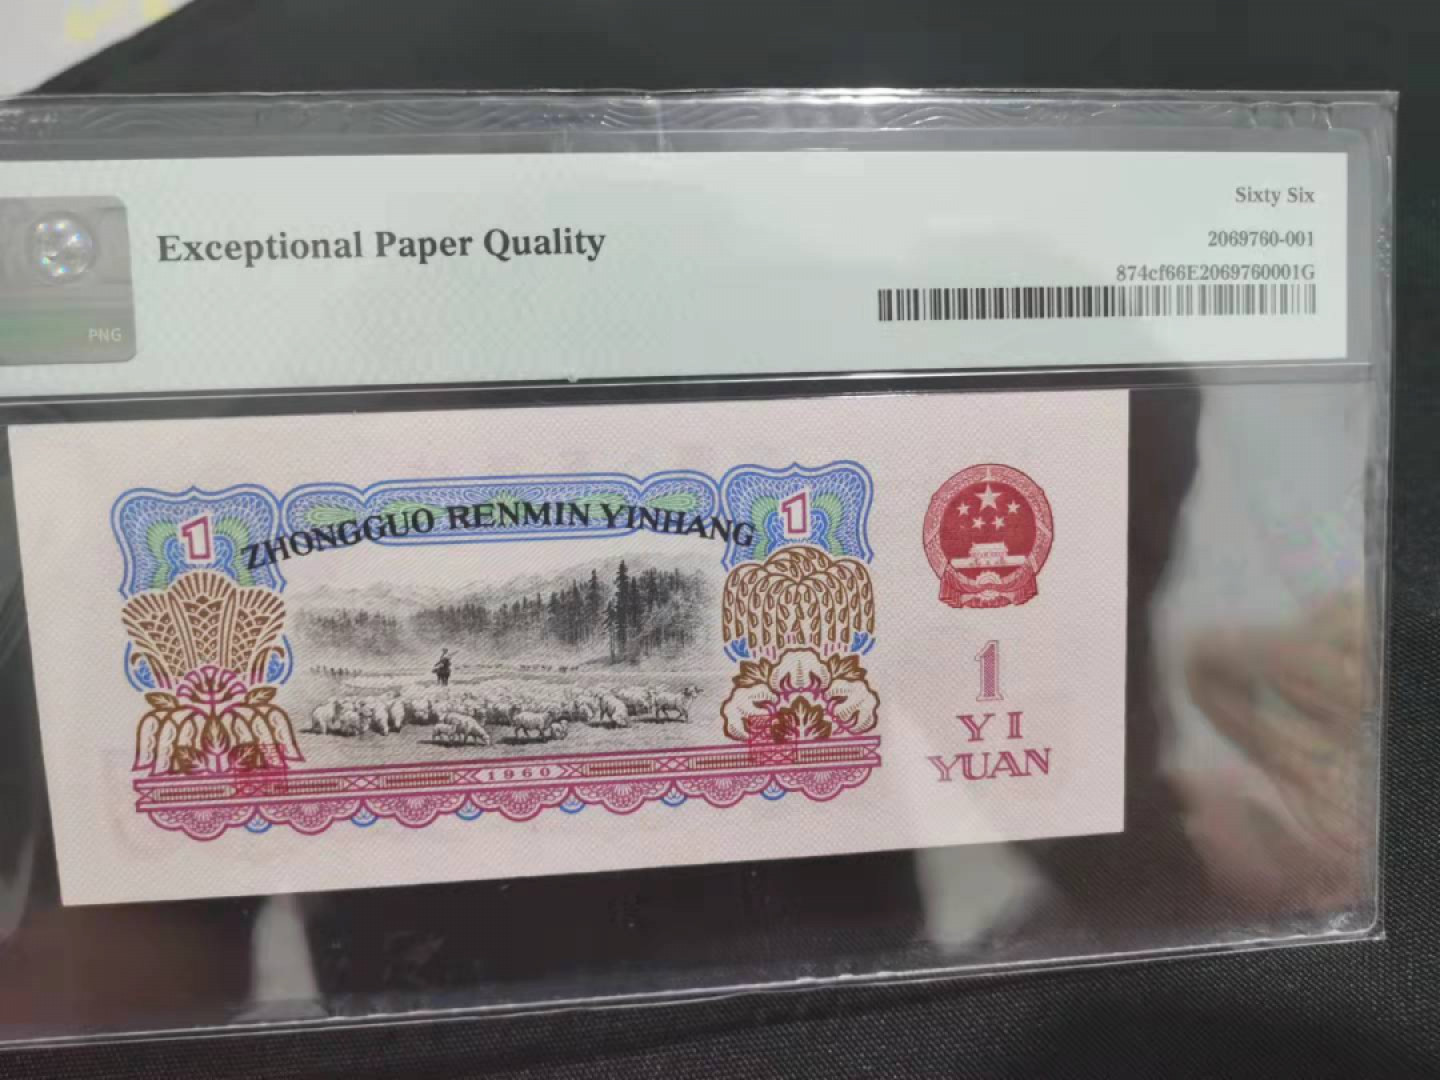 Sixty Six
Exceptional Paper Quality
2069760-001
874cf66E2069760001G
PNG
1
1
ZHONGGUO RENMIN YINHANG
1
YI
YUAN
1960